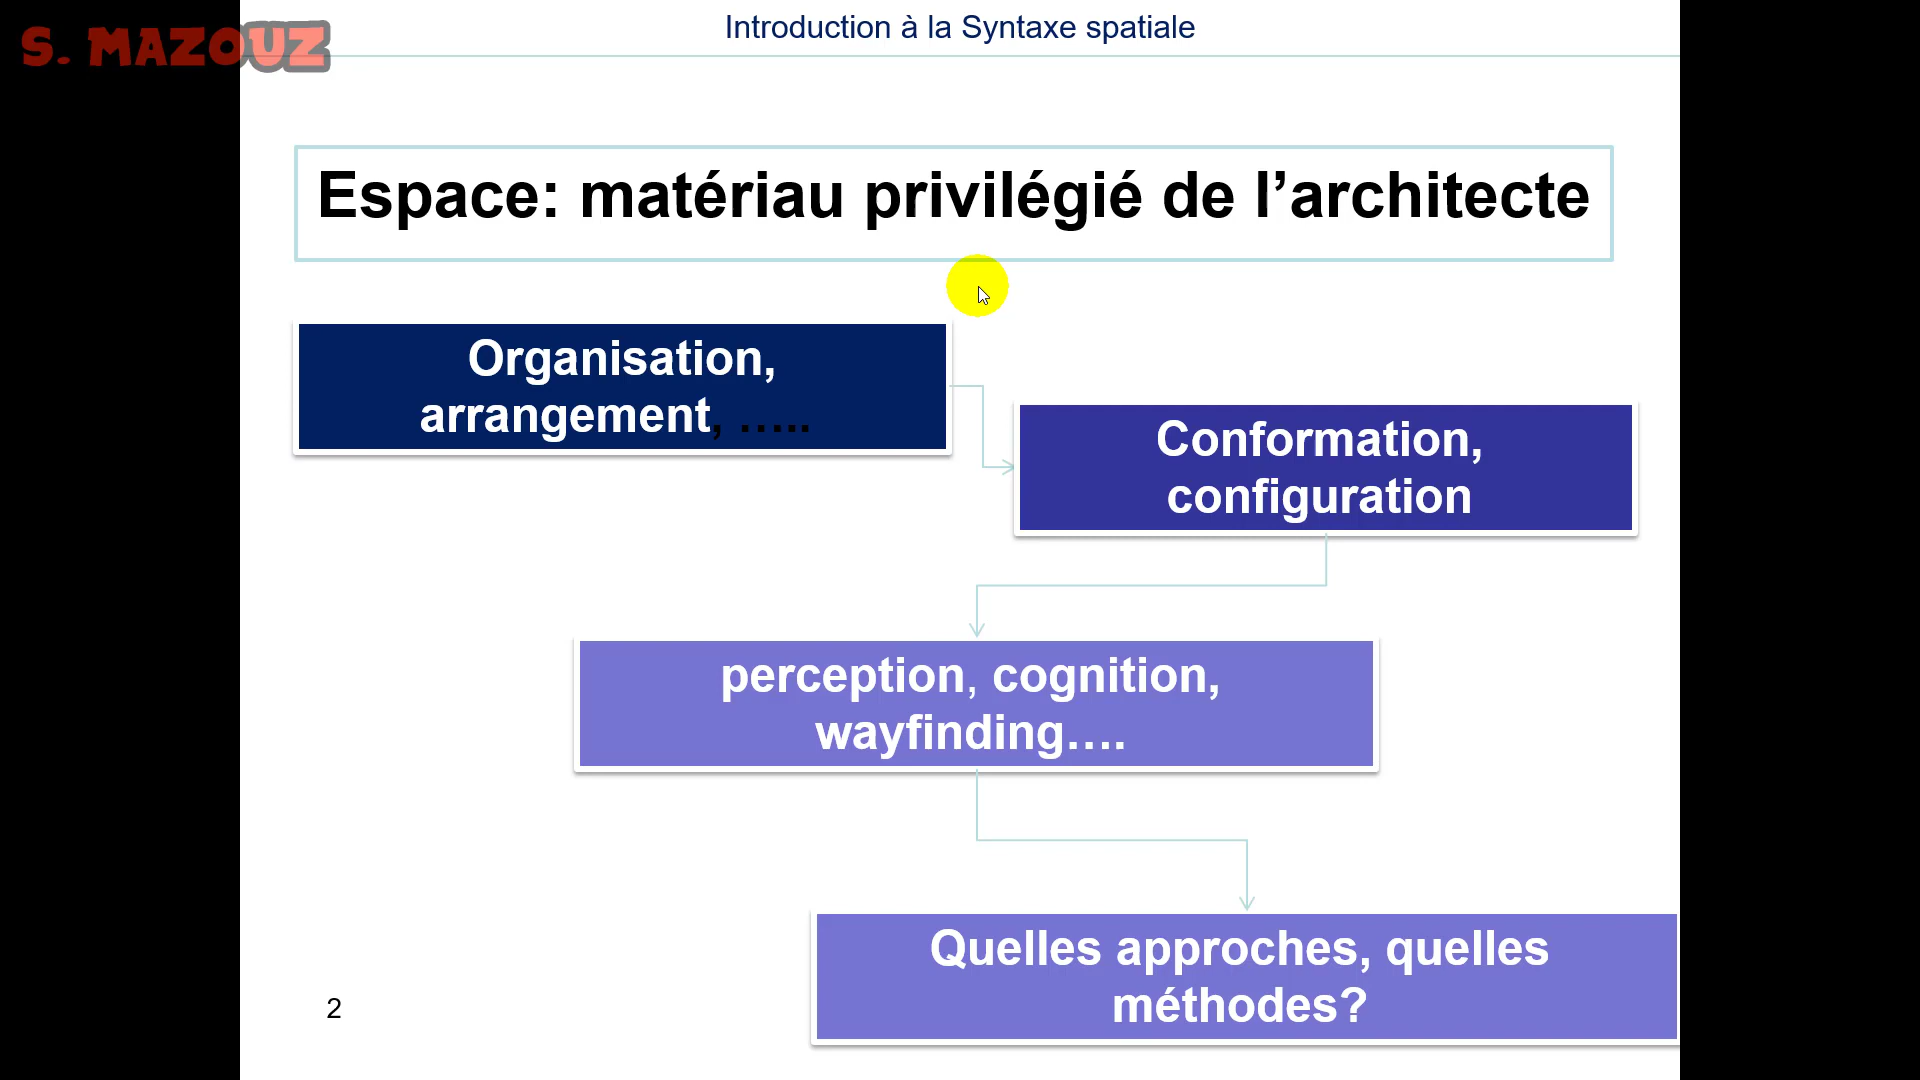 S. MAZOUZ
Introduction à la Syntaxe spatiale
Espace: matériau privilégié de l’architecte
Organisation,
arrangement, …..
Conformation,
configuration
perception, cognition,
wayfinding….
Quelles approches, quelles
méthodes?
2